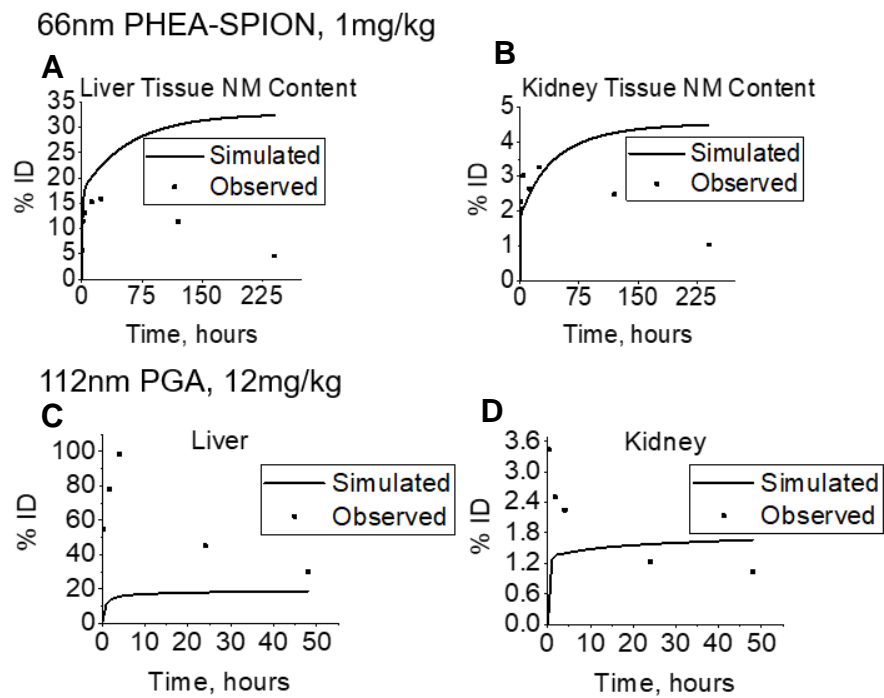 66nm PHEA-SPION, 1mg/kg
A
Liver Tissue NM Content
35
30
25
20
15
10
5
0
% ID
Simulated
Observed
0 75 150 225
Time, hours
B
Kidney Tissue NM Content
5
4
3
2
1
0
% ID
Simulated
Observed
0 75 150 225
Time, hours
112nm PGA, 12mg/kg
C
Liver
100
80
60
40
20
0
% ID
Simulated
Observed
0 10 20 30 40 50
Time, hours
D
Kidney
3.6
3.0
2.4
1.8
1.2
0.6
0.0
% ID
Simulated
Observed
0 10 20 30 40 50
Time, hours